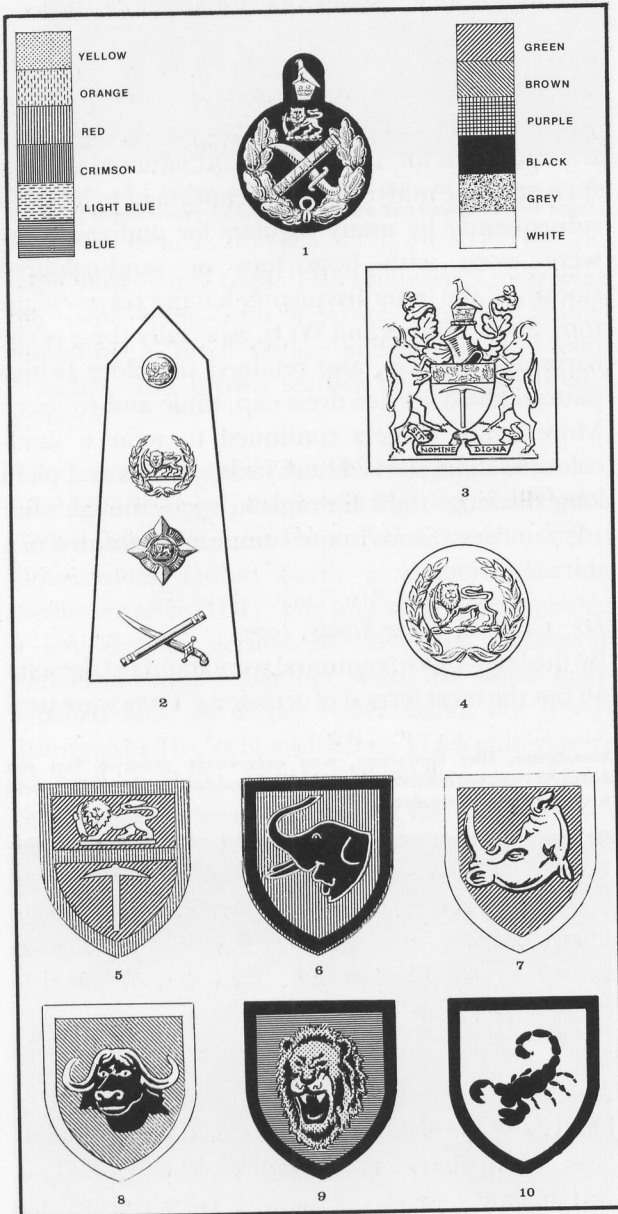 YELLOW
ORANGE
RED
CRIMSON
LIGHT BLUE
BLUE
GREEN
BROWN
PURPLE
BLACK
GREY
WHITE
1
2
NOMINE DIGNA
3
4
5
6
7
8
9
10